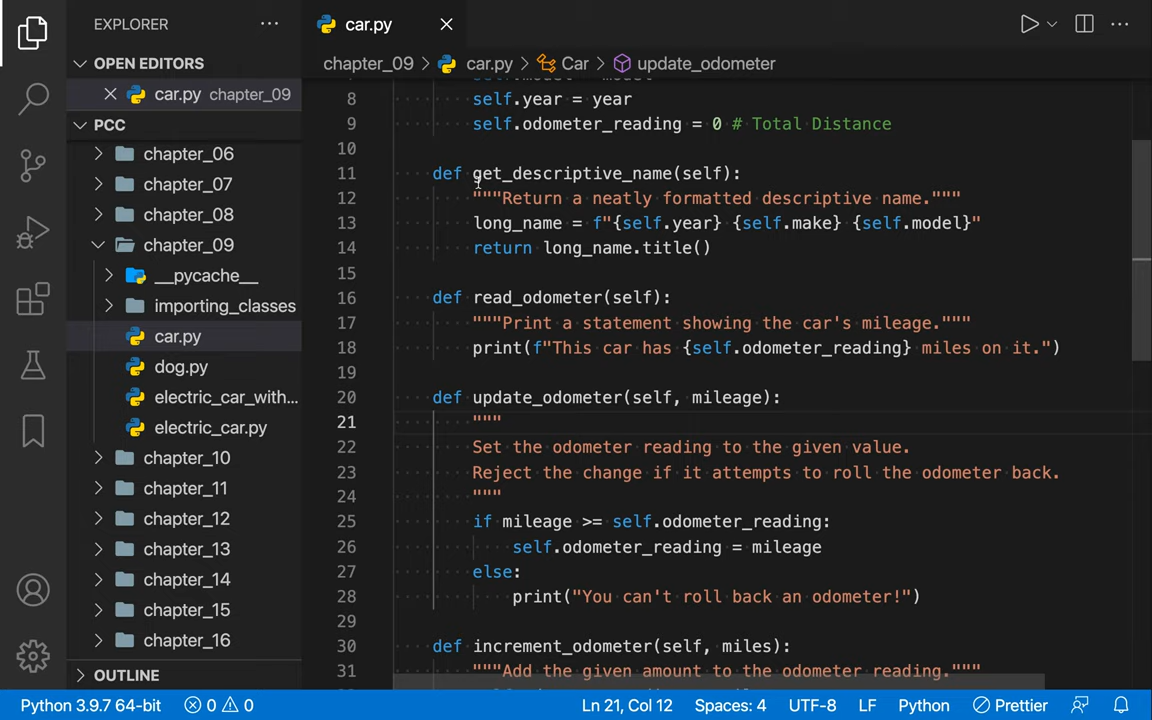 EXPLORER
OPEN EDITORS
car.py chapter_09
PCC
chapter_06
chapter_07
chapter_08
chapter_09
__pycache__
importing_classes
car.py
dog.py
electric_car_with...
electric_car.py
chapter_10
chapter_11
chapter_12
chapter_13
chapter_14
chapter_15
chapter_16
OUTLINE
car.py
chapter_09 > car.py > Car > update_odometer
8 self.year = year
9 self.odometer_reading = 0 # Total Distance
10
11 def get_descriptive_name(self):
12 """Return a neatly formatted descriptive name."""
13 long_name = f"{self.year} {self.make} {self.model}"
14 return long_name.title()
15
16 def read_odometer(self):
17 """Print a statement showing the car's mileage."""
18 print(f"This car has {self.odometer_reading} miles on it.")
19
20 def update_odometer(self, mileage):
21 """
22 Set the odometer reading to the given value.
23 Reject the change if it attempts to roll the odometer back.
24 """
25 if mileage >= self.odometer_reading:
26 self.odometer_reading = mileage
27 else:
28 print("You can't roll back an odometer!")
29
30 def increment_odometer(self, miles):
31 """Add the given amount to the odometer reading."""
Python 3.9.7 64-bit 0 0 Ln 21, Col 12 Spaces: 4 UTF-8 LF Python Prettier